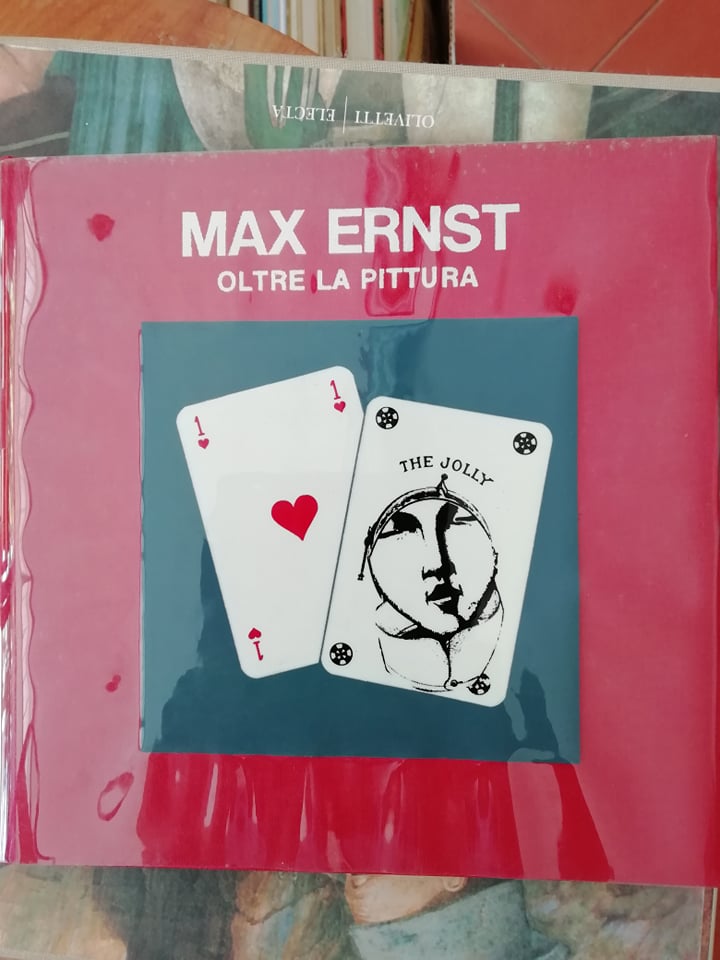 OLIVETTI | ELECTA
MAX ERNST
OLTRE LA PITTURA
1
1
THE JOLLY
1